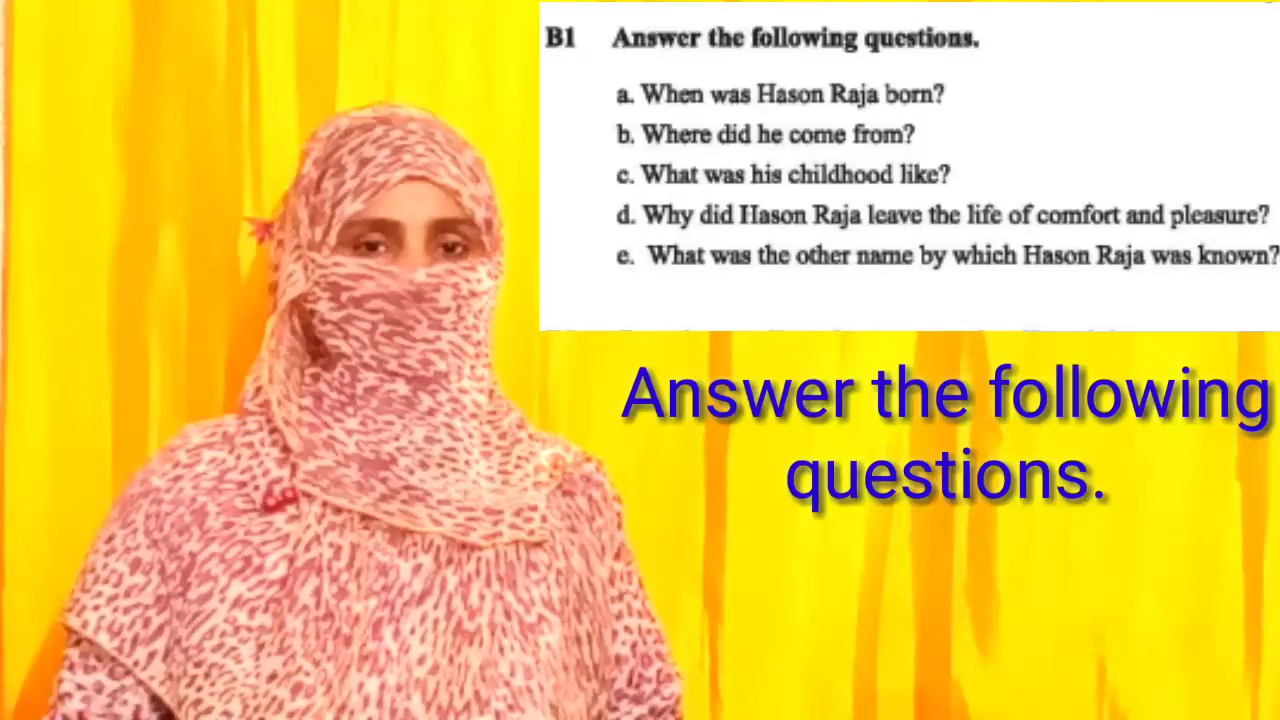 B1 Answer the following questions.
a. When was Hason Raja born?
b. Where did he come from?
c. What was his childhood like?
d. Why did Hason Raja leave the life of comfort and pleasure?
e. What was the other name by which Hason Raja was known?
Answer the following
questions.